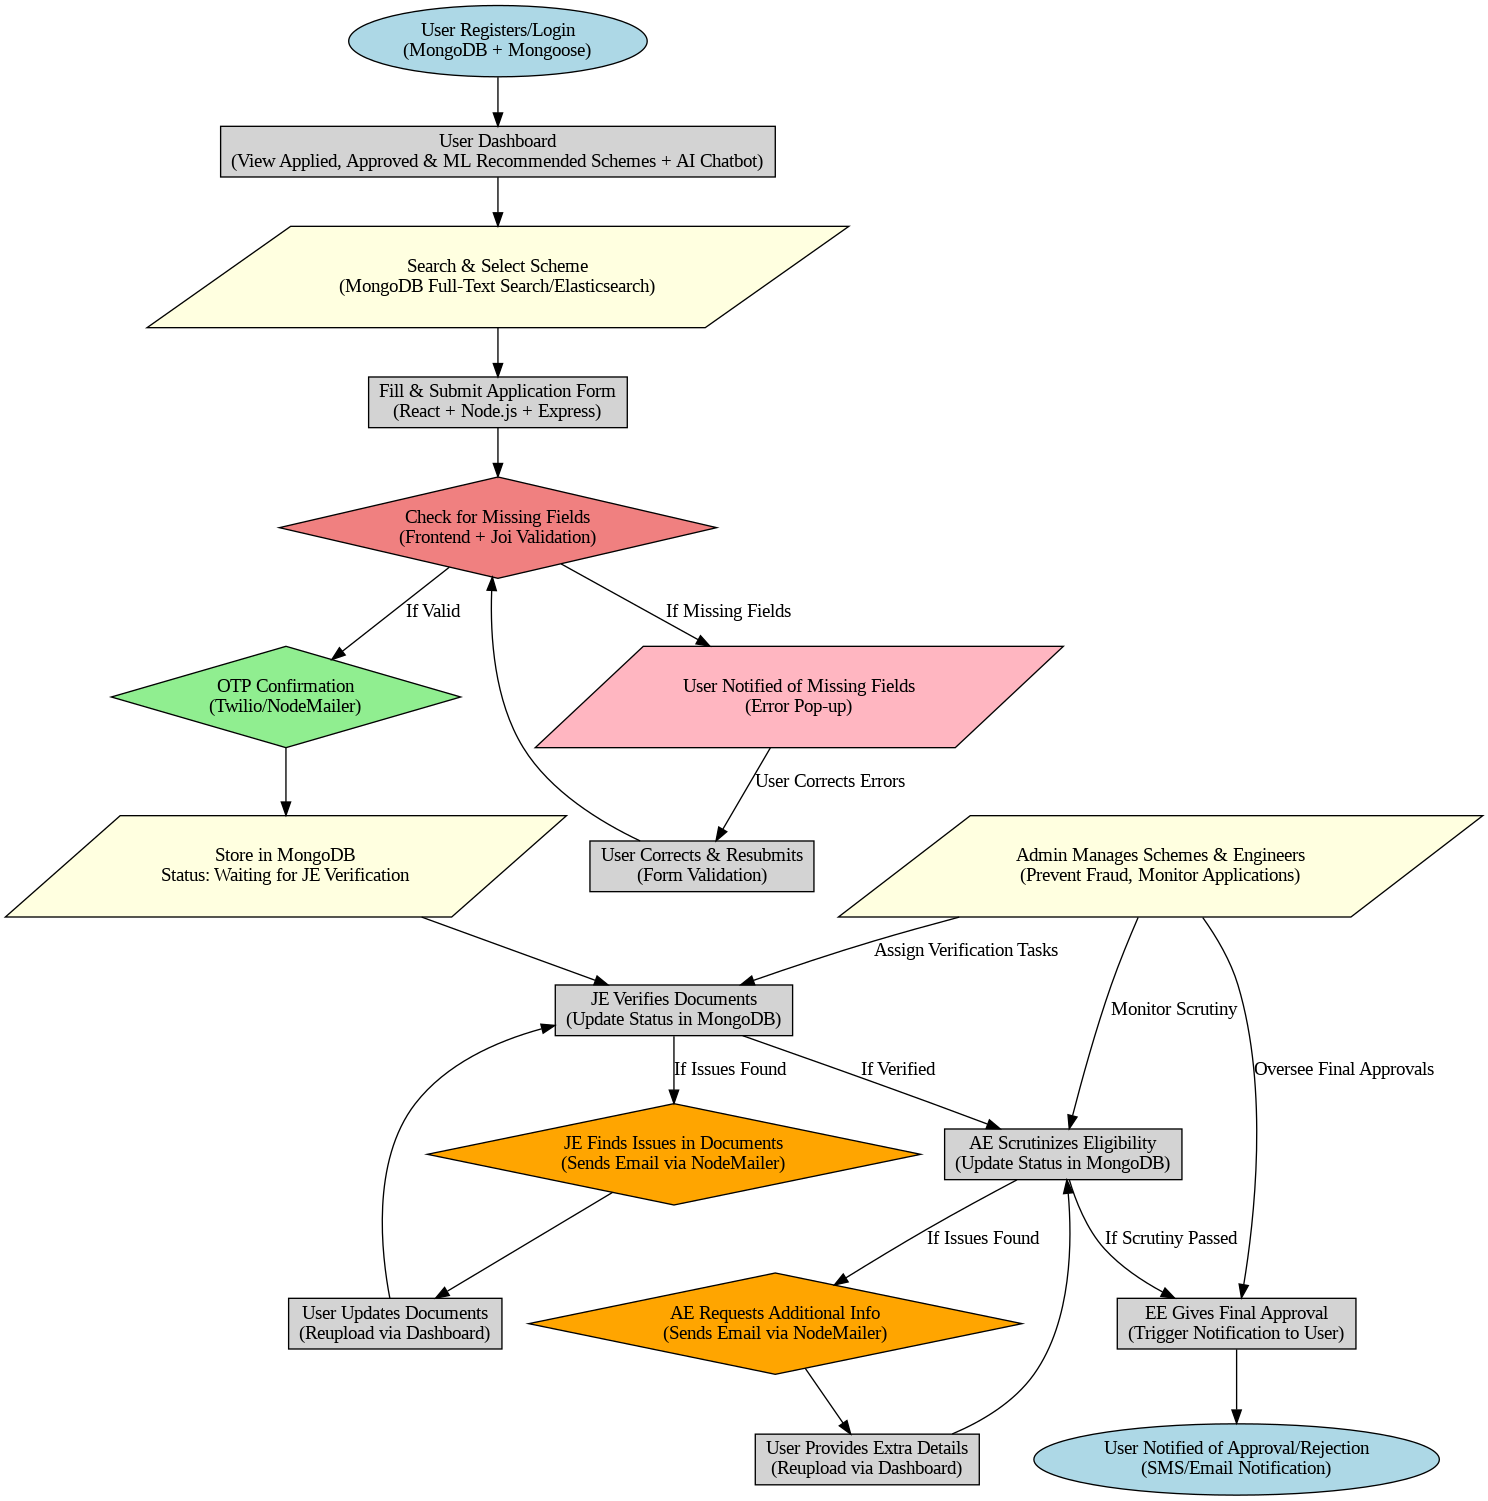 User Registers/Login
(MongoDB + Mongoose)
User Dashboard
(View Applied, Approved & ML Recommended Schemes + AI Chatbot)
Search & Select Scheme
(MongoDB Full-Text Search/Elasticsearch)
Fill & Submit Application Form
(React + Node.js + Express)
Check for Missing Fields
(Frontend + Joi Validation)
If Valid
If Missing Fields
OTP Confirmation
(Twilio/NodeMailer)
User Notified of Missing Fields
(Error Pop-up)
User Corrects Errors
Store in MongoDB
Status: Waiting for JE Verification
User Corrects & Resubmits
(Form Validation)
Admin Manages Schemes & Engineers
(Prevent Fraud, Monitor Applications)
Assign Verification Tasks
JE Verifies Documents
(Update Status in MongoDB)
Monitor Scrutiny
If Issues Found
If Verified
Oversee Final Approvals
JE Finds Issues in Documents
(Sends Email via NodeMailer)
AE Scrutinizes Eligibility
(Update Status in MongoDB)
If Issues Found
If Scrutiny Passed
User Updates Documents
(Reupload via Dashboard)
AE Requests Additional Info
(Sends Email via NodeMailer)
EE Gives Final Approval
(Trigger Notification to User)
User Provides Extra Details
(Reupload via Dashboard)
User Notified of Approval/Rejection
(SMS/Email Notification)